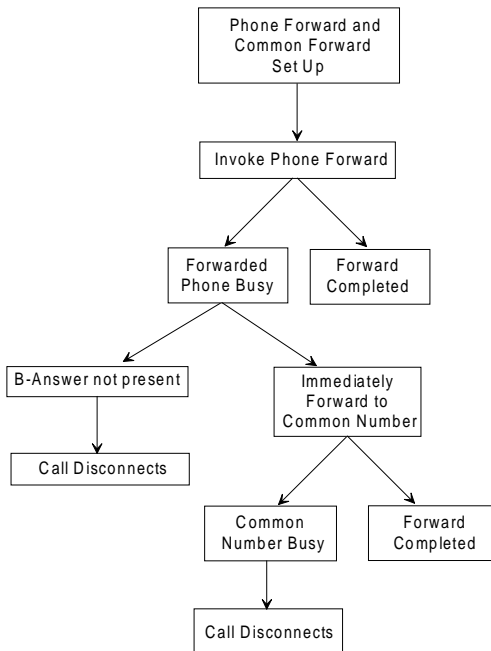 Phone Forward and
Common Forward
Set Up
Invoke Phone Forward
Forwarded
Phone Busy
Forward
Completed
B-Answer not present
Immediately
Forward to
Common Number
Call Disconnects
Common
Number Busy
Forward
Completed
Call Disconnects